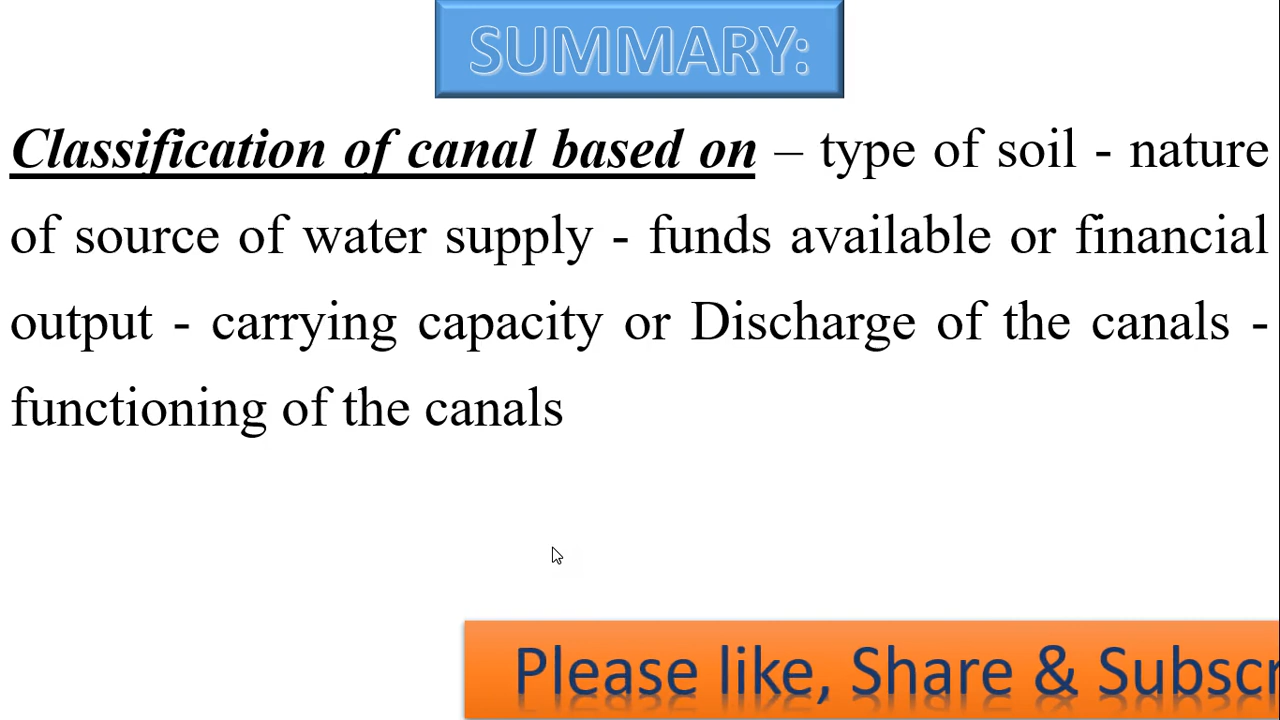 SUMMARY:
Classification of canal based on – type of soil - nature
of source of water supply - funds available or financial
output - carrying capacity or Discharge of the canals -
functioning of the canals
Please like, Share & Subscr